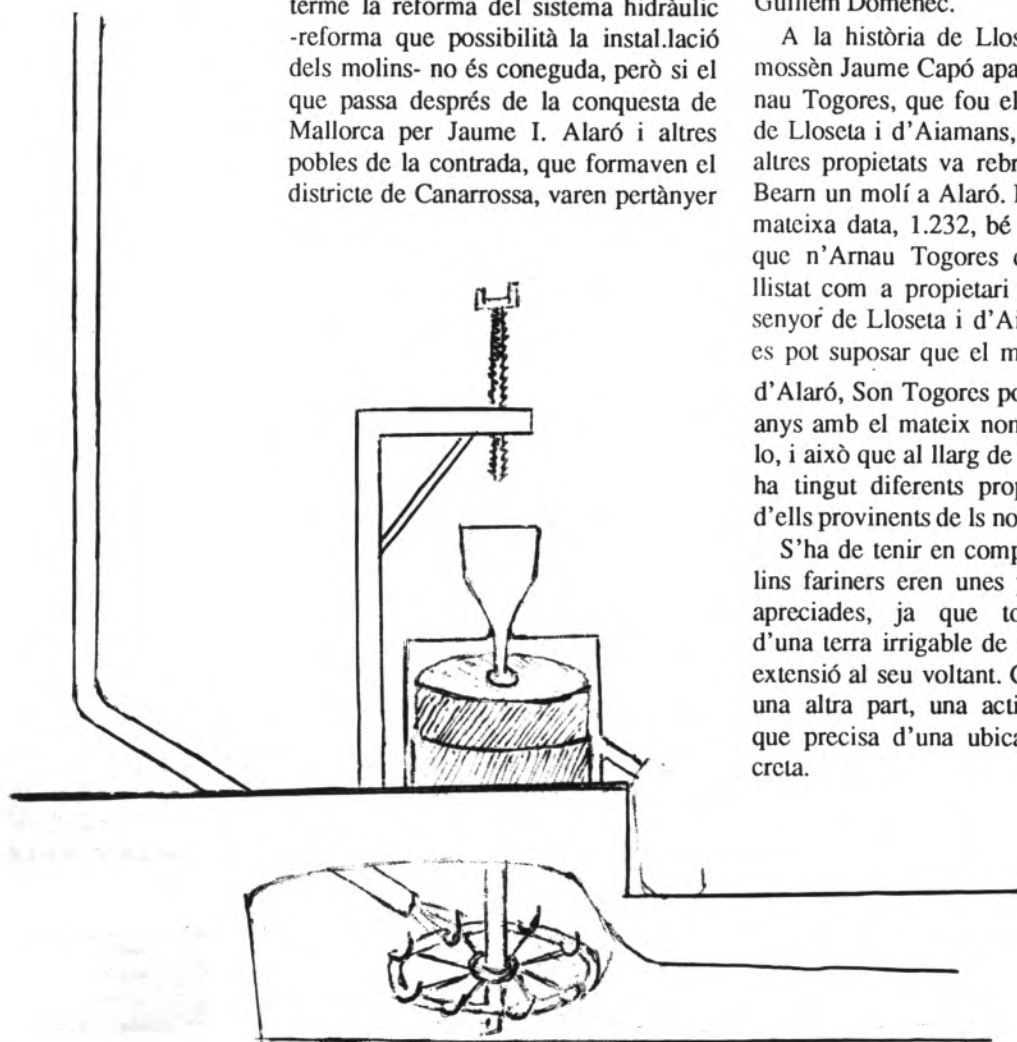 terme la reforma del sistema hidràulic
-reforma que possibilità la instal.lació
dels molins- no és coneguda, però si el
que passa després de la conquesta de
Mallorca per Jaume I. Alaró i altres
pobles de la contrada, que formaven el
districte de Canarrossa, varen pertànyer
Guillem Domènec.
A la història de Llos
mossèn Jaume Capó apa
nau Togores, que fou el
de Lloseta i d'Aiamans,
altres propietats va rebr
Bearn un molí a Alaró.
mateixa data, 1.232, bé
que n'Arnau Togores
llistat com a propietari
senyor de Lloseta i d'Ai
es pot suposar que el m
d'Alaró, Son Togores po
anys amb el mateix non
lo, i això que al llarg de
ha tingut diferents prop
d'ells provinents de ls no
S'ha de tenir en comp
lins fariners eren unes
apreciades, ja que to
d'una terra irrigable de
extensió al seu voltant.
una altra part, una acti
que precisa d'una ubica
creta.